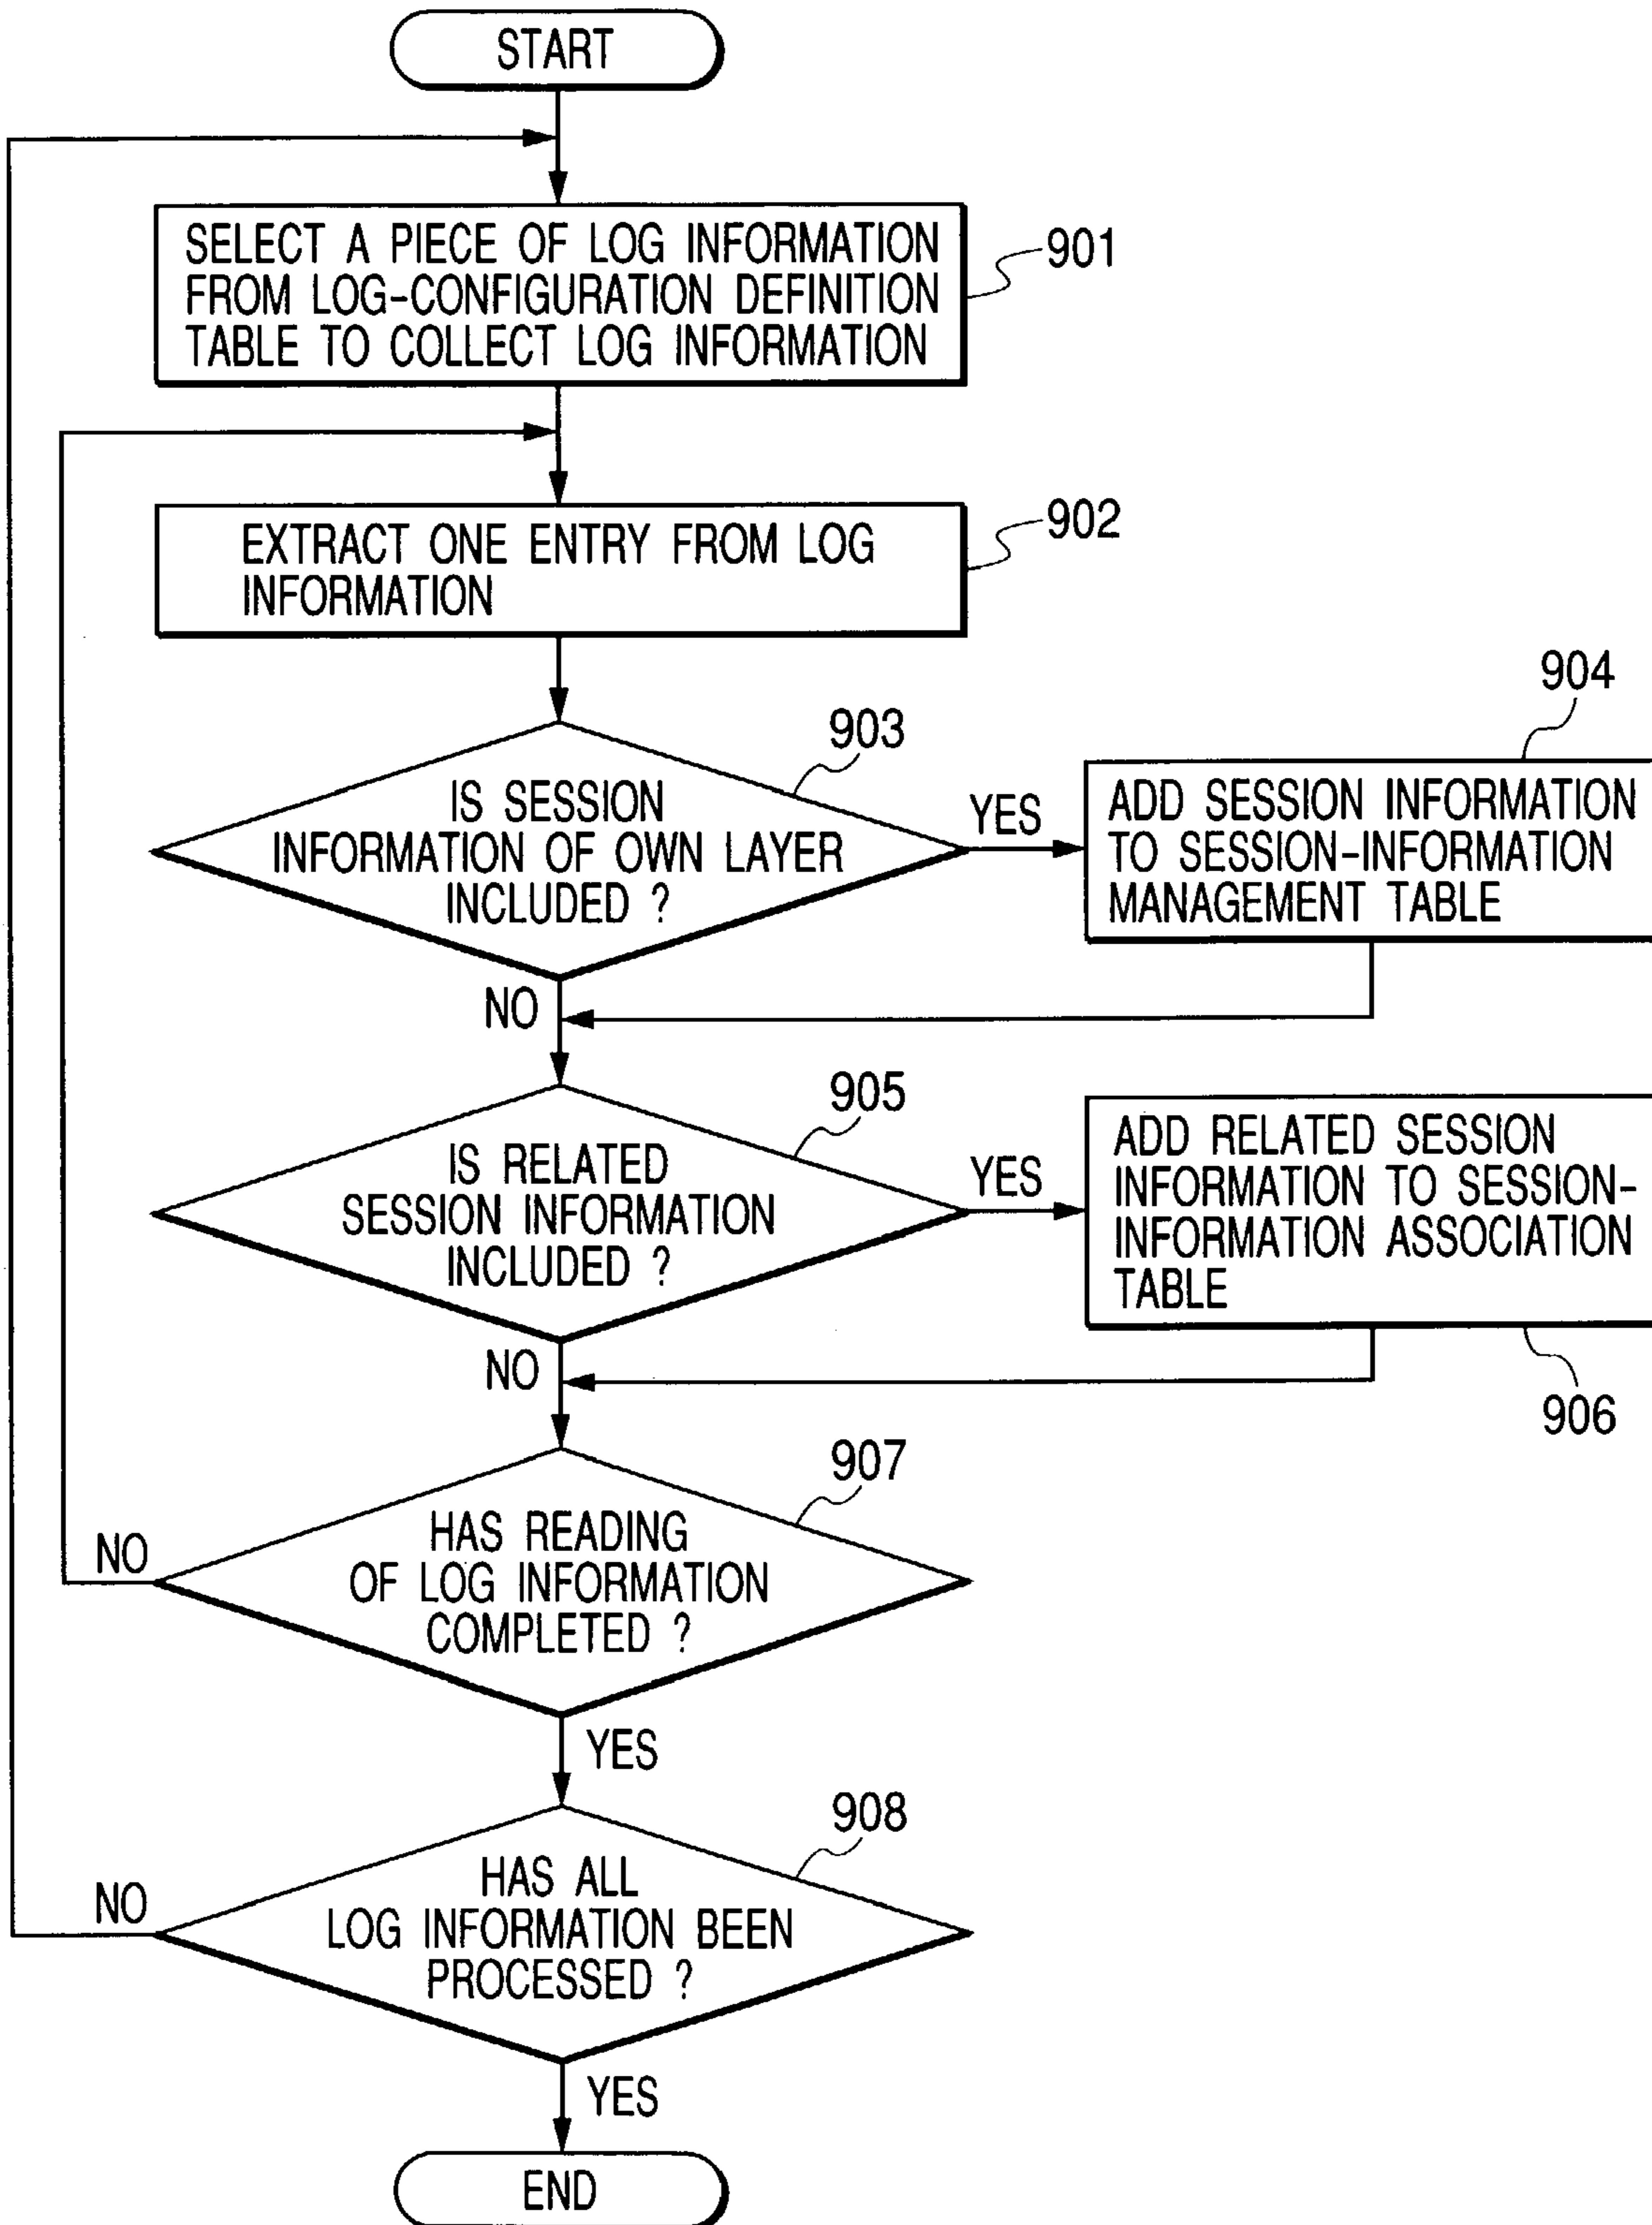 START
SELECT A PIECE OF LOG INFORMATION
FROM LOG-CONFIGURATION DEFINITION
TABLE TO COLLECT LOG INFORMATION
901
EXTRACT ONE ENTRY FROM LOG
INFORMATION
902
903
IS SESSION
INFORMATION OF OWN LAYER
INCLUDED ?
YES
904
ADD SESSION INFORMATION
TO SESSION-INFORMATION
MANAGEMENT TABLE
NO
905
IS RELATED
SESSION INFORMATION
INCLUDED ?
YES
ADD RELATED SESSION
INFORMATION TO SESSION-
INFORMATION ASSOCIATION
TABLE
906
NO
907
HAS READING
OF LOG INFORMATION
COMPLETED ?
NO
YES
908
HAS ALL
LOG INFORMATION BEEN
PROCESSED ?
NO
YES
END